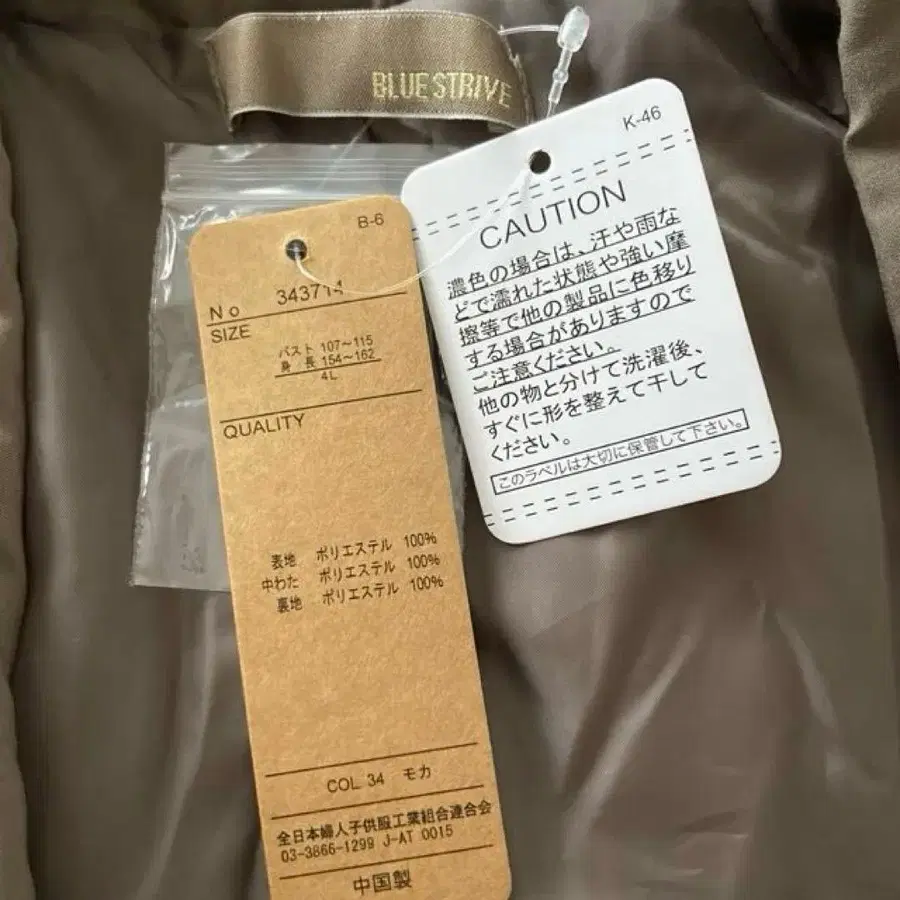 BLUE STRIVE
B-6
No 343714
SIZE
バスト 107〜115
身長 154〜162
4L
QUALITY
表地 ポリエステル 100%
中わた ポリエステル 100%
裏地 ポリエステル 100%
COL 34 モカ
全日本婦人子供服工業組合連合会
03-3866-1299 J-AT 0015
中国製
K-46
CAUTION
濃色の場合は、汗や雨な
どで濡れた状態や強い摩
擦等で他の製品に色移り
する場合がありますので
ご注意ください。
他の物と分けて洗濯後、
すぐに形を整えて干して
ください。
このラベルは大切に保管して下さい。